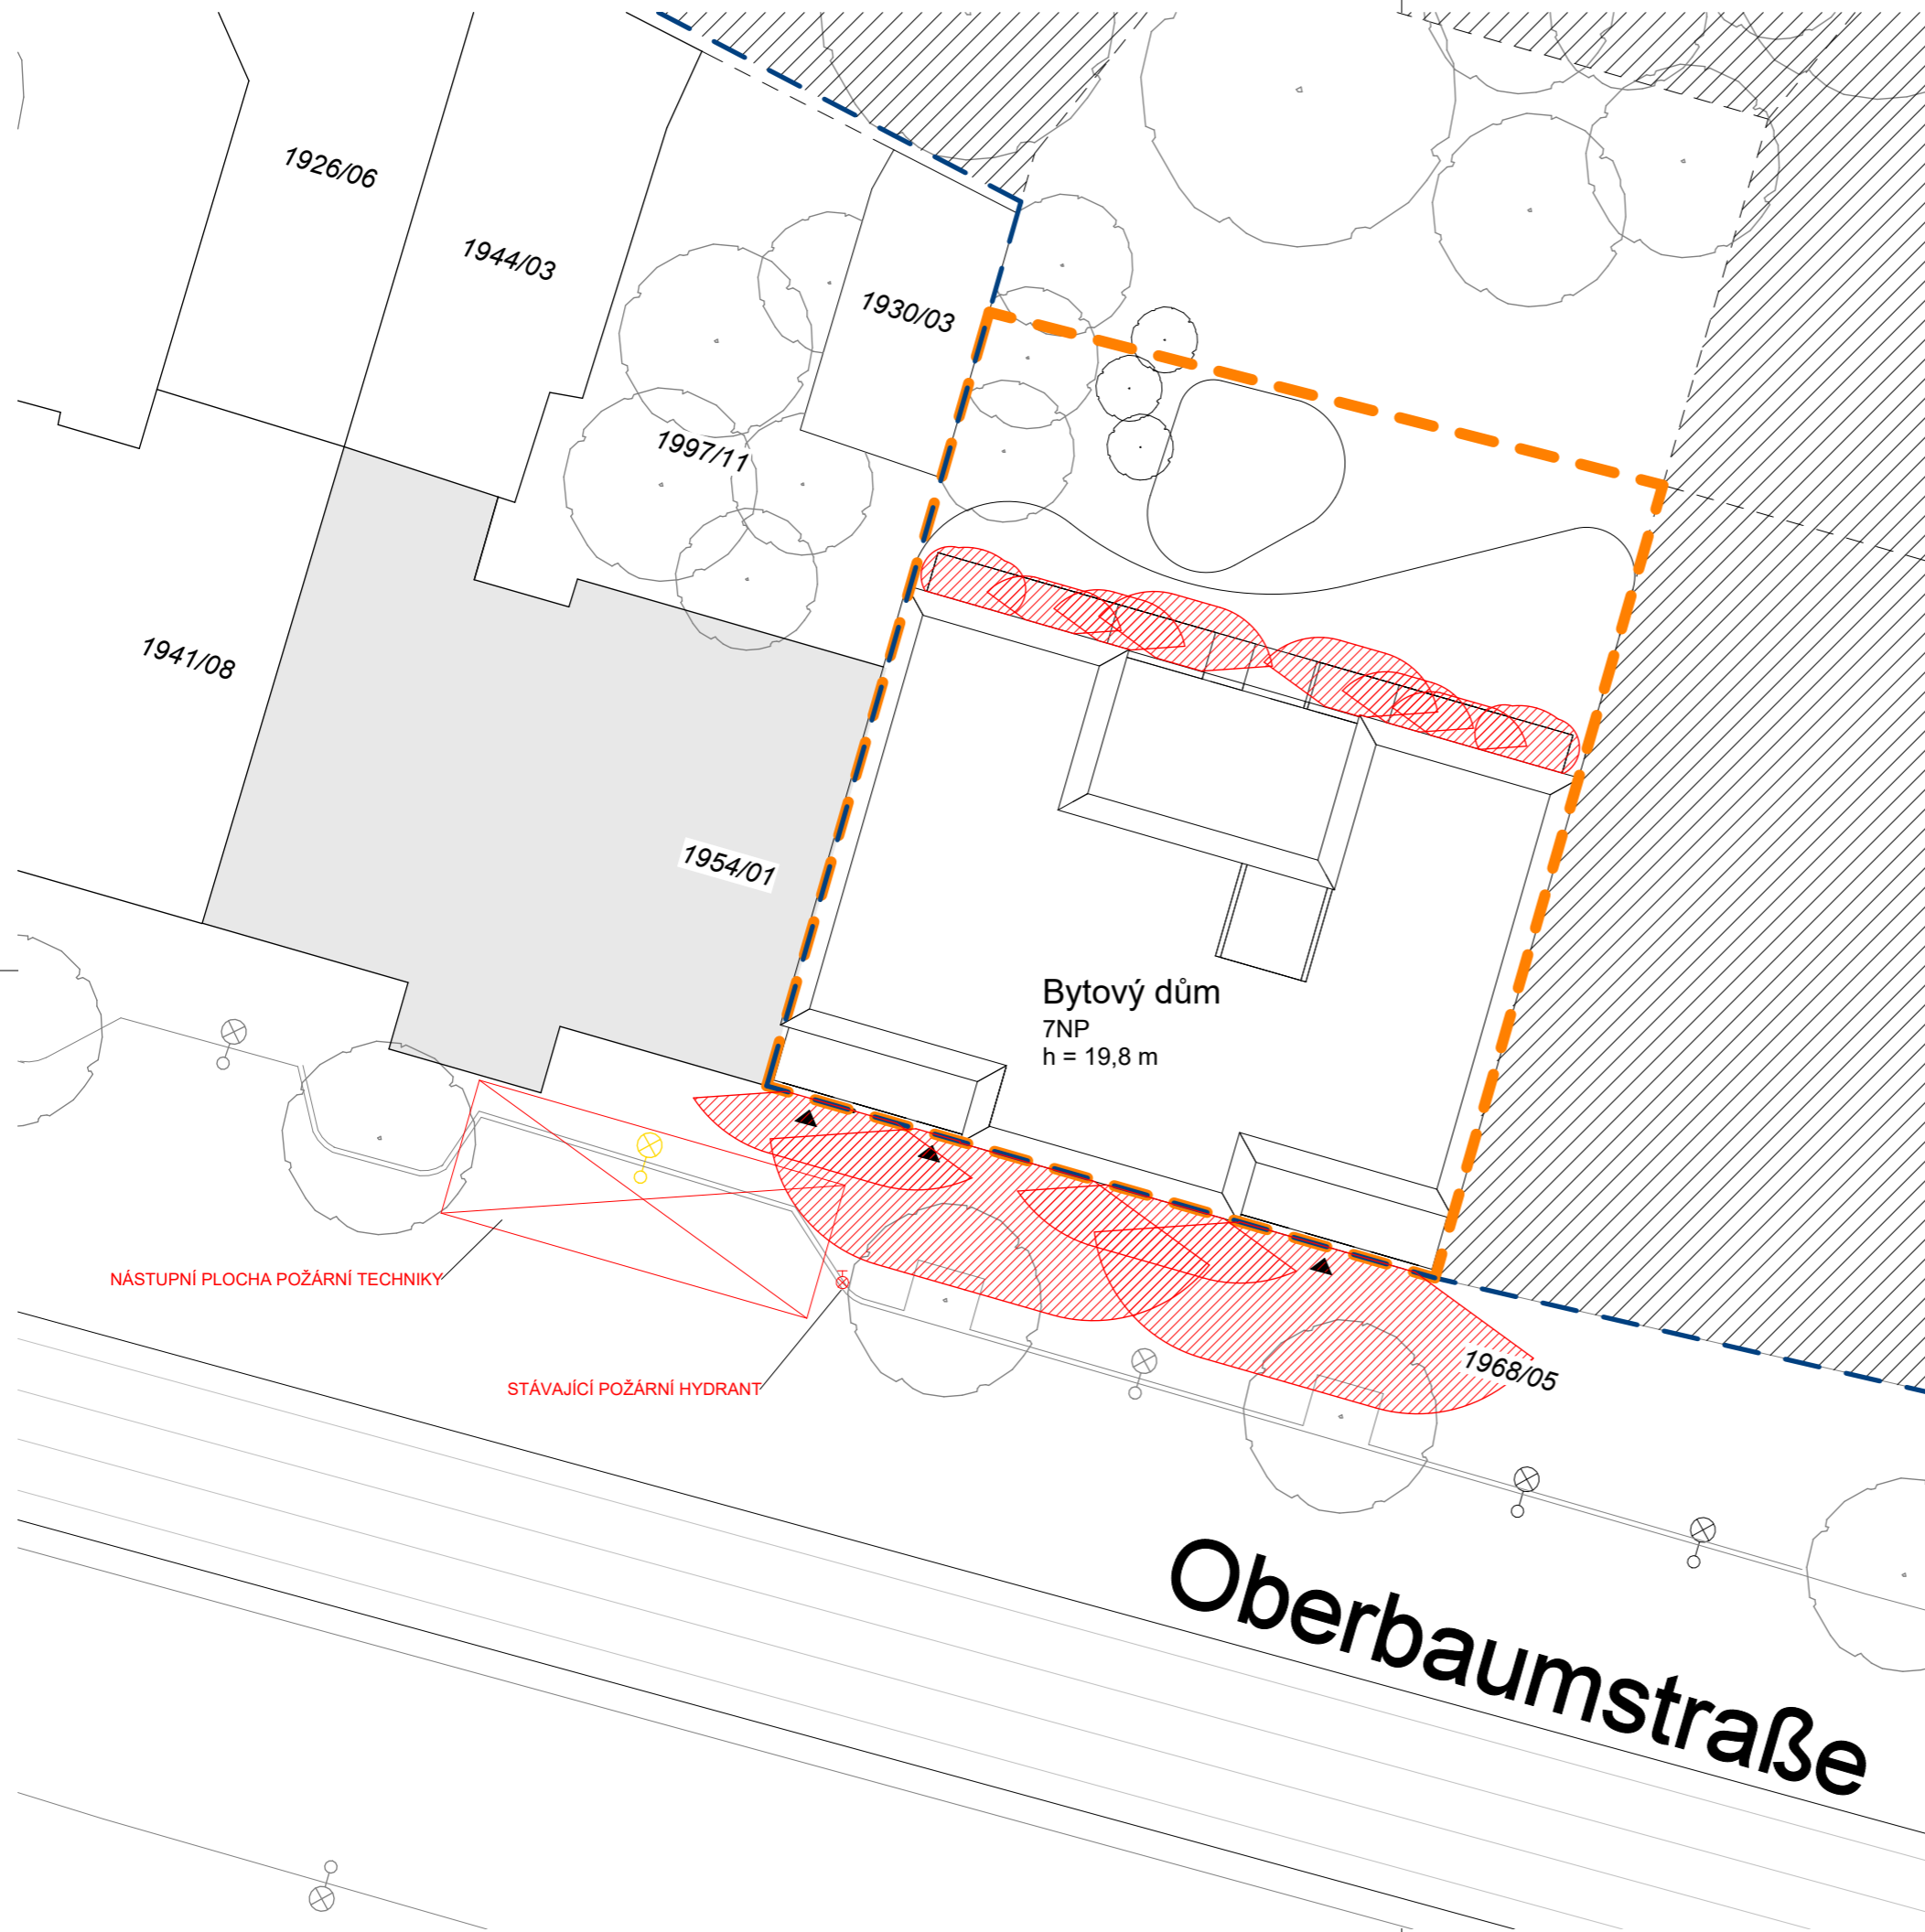 1926/06
1944/03
1930/03
1997/11
1941/08
1954/01
Bytový dům
7NP
h = 19,8 m
NÁSTUPNÍ PLOCHA POŽÁRNÍ TECHNIKY
STÁVAJÍCÍ POŽÁRNÍ HYDRANT
1968/05
Oberbaumstraße